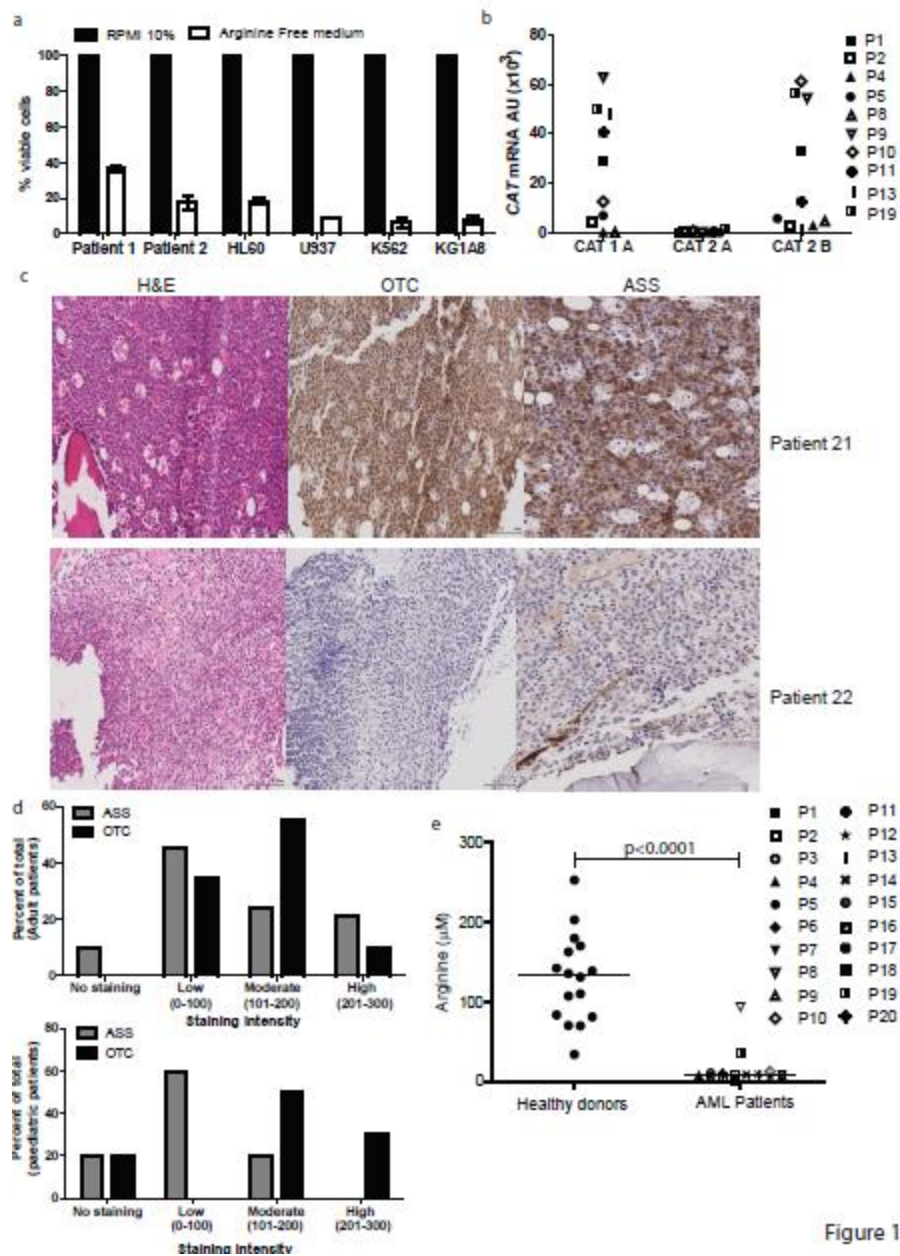 a
RPMI 10% Arginine Free medium
% viable cells
100
80
60
40
20
0
Patient 1 Patient 2 HL60 U937 K562 KG1A8
b
CAT mRNA AU (x10³)
80
60
40
20
0
CAT 1 A CAT 2 A CAT 2 B
P1
P2
P4
P5
P8
P9
P10
P11
P13
P19
c
H&E OTC ASS
Patient 21
Patient 22
d
ASS
OTC
Percent of total
(Adult patients)
60
40
20
0
No staining Low Moderate High
(0-100) (101-200) (201-300)
Staining Intensity
ASS
OTC
Percent of total
(paediatric patients)
80
60
40
20
0
No staining Low Moderate High
(0-100) (101-200) (201-300)
Staining Intensity
e
p<0.0001
Arginine (µM)
300
200
100
0
Healthy donors AML Patients
P1 P11
P2 P12
P3 P13
P4 P14
P5 P15
P6 P16
P7 P17
P8 P18
P9 P19
P10 P20
Figure 1